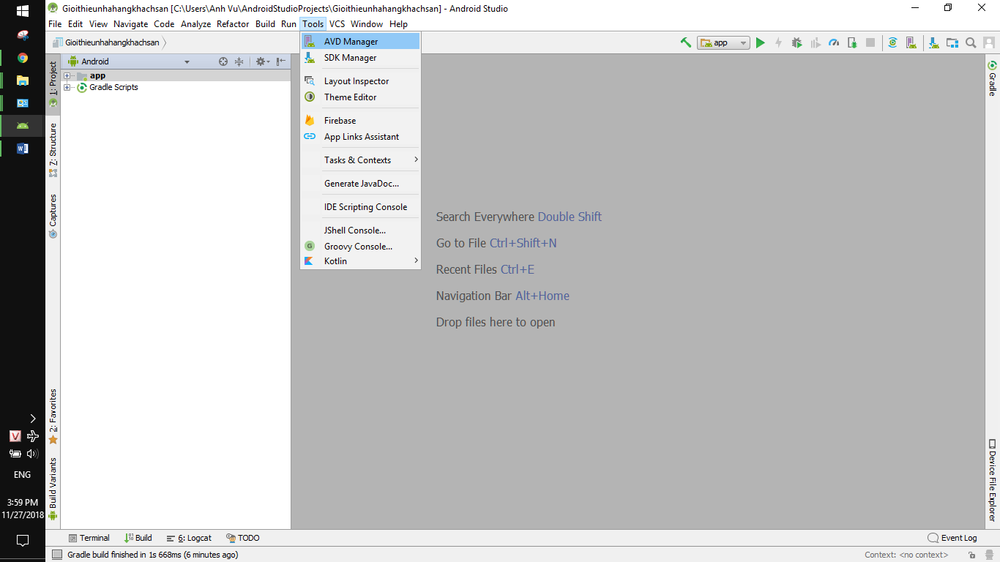 Gioithieunhahangkhachsan [C:\Users\Anh Vu\AndroidStudioProjects\Gioithieunhahangkhachsan] - Android Studio
File Edit View Navigate Code Analyze Refactor Build Run Tools VCS Window Help
Gioithieunhahangkhachsan
app
Android
app
Gradle Scripts
1: Project
7: Structure
Captures
2: Favorites
Build Variants
AVD Manager
SDK Manager
Layout Inspector
Theme Editor
Firebase
App Links Assistant
Tasks & Contexts
Generate JavaDoc...
IDE Scripting Console
JShell Console...
G Groovy Console...
Kotlin
Search Everywhere Double Shift
Go to File Ctrl+Shift+N
Recent Files Ctrl+E
Navigation Bar Alt+Home
Drop files here to open
Gradle
Device File Explorer
V
ENG
3:59 PM
11/27/2018
Terminal Build 6: Logcat TODO Event Log
Gradle build finished in 1s 668ms (6 minutes ago) Context: <no context>